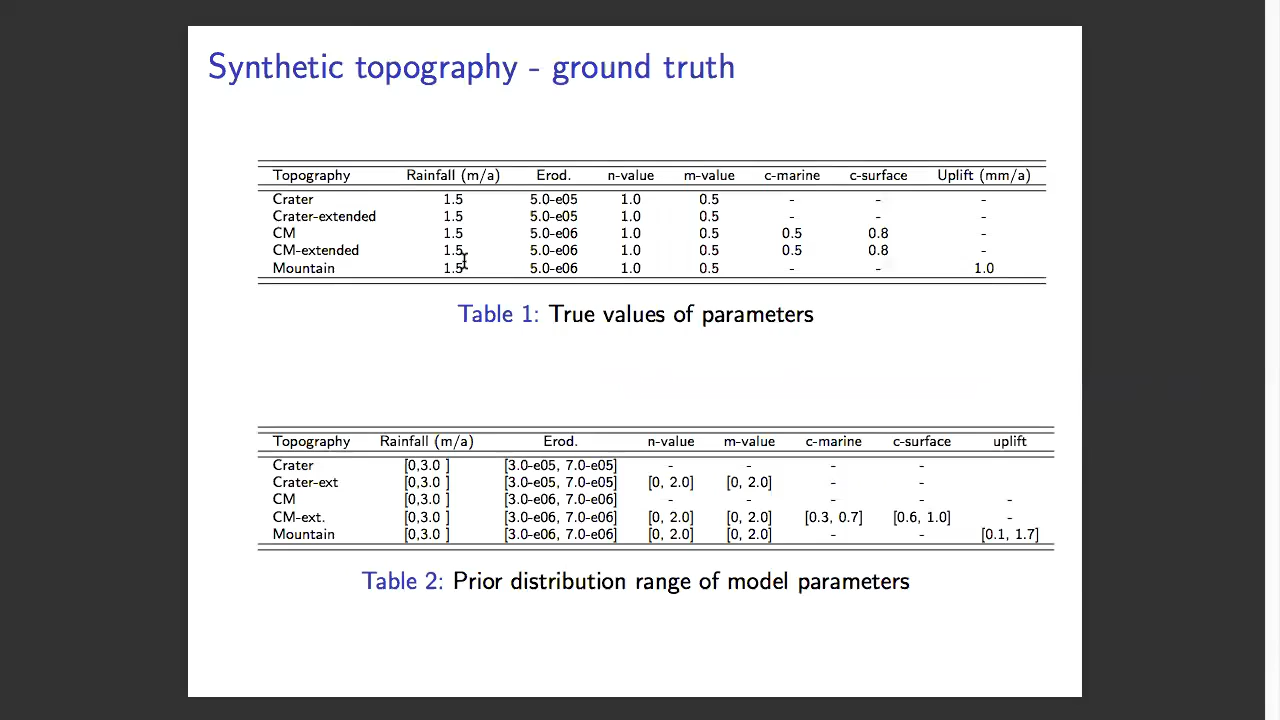 Synthetic topography - ground truth
Topography Rainfall (m/a) Erod. n-value m-value c-marine c-surface Uplift (mm/a)
Crater 1.5 5.0-e05 1.0 0.5 - - -
Crater-extended 1.5 5.0-e05 1.0 0.5 - - -
CM 1.5 5.0-e06 1.0 0.5 0.5 0.8 -
CM-extended 1.5 5.0-e06 1.0 0.5 0.5 0.8 -
Mountain 1.5 5.0-e06 1.0 0.5 - - 1.0
Table 1: True values of parameters
Topography Rainfall (m/a) Erod. n-value m-value c-marine c-surface uplift
Crater [0,3.0 ] [3.0-e05, 7.0-e05] - - - -
Crater-ext [0,3.0 ] [3.0-e05, 7.0-e05] [0, 2.0] [0, 2.0] - -
CM [0,3.0 ] [3.0-e06, 7.0-e06] - - - - -
CM-ext. [0,3.0 ] [3.0-e06, 7.0-e06] [0, 2.0] [0, 2.0] [0.3, 0.7] [0.6, 1.0] -
Mountain [0,3.0 ] [3.0-e06, 7.0-e06] [0, 2.0] [0, 2.0] - - [0.1, 1.7]
Table 2: Prior distribution range of model parameters